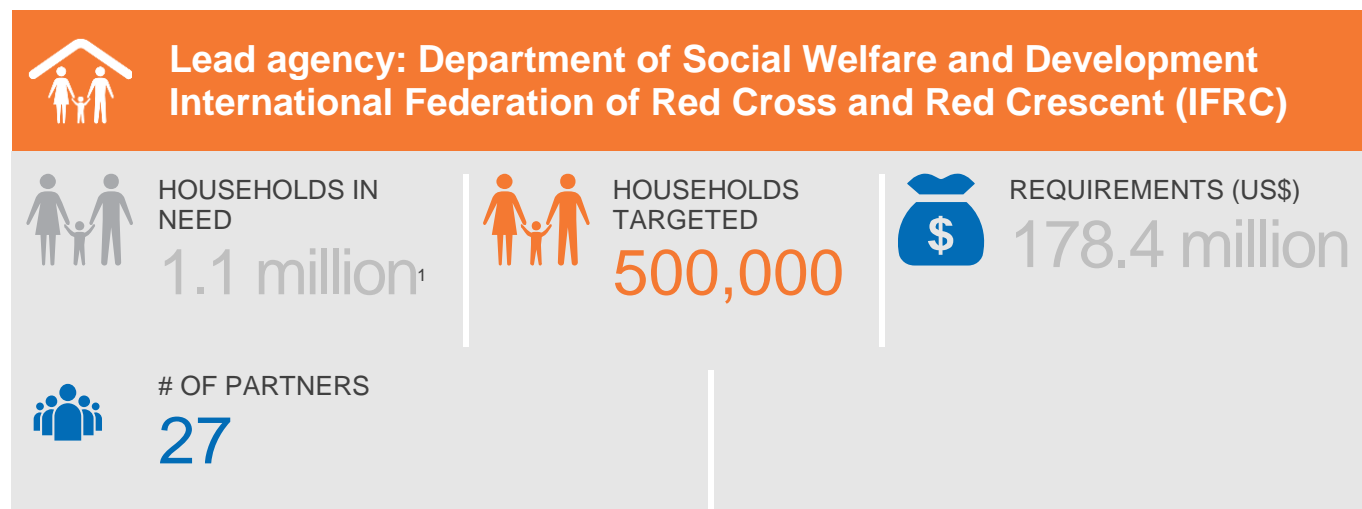 Lead agency: Department of Social Welfare and Development
International Federation of Red Cross and Red Crescent (IFRC)
HOUSEHOLDS IN
NEED
1.1 million1
HOUSEHOLDS
TARGETED
500,000
$
REQUIREMENTS (US$)
178.4 million
# OF PARTNERS
27